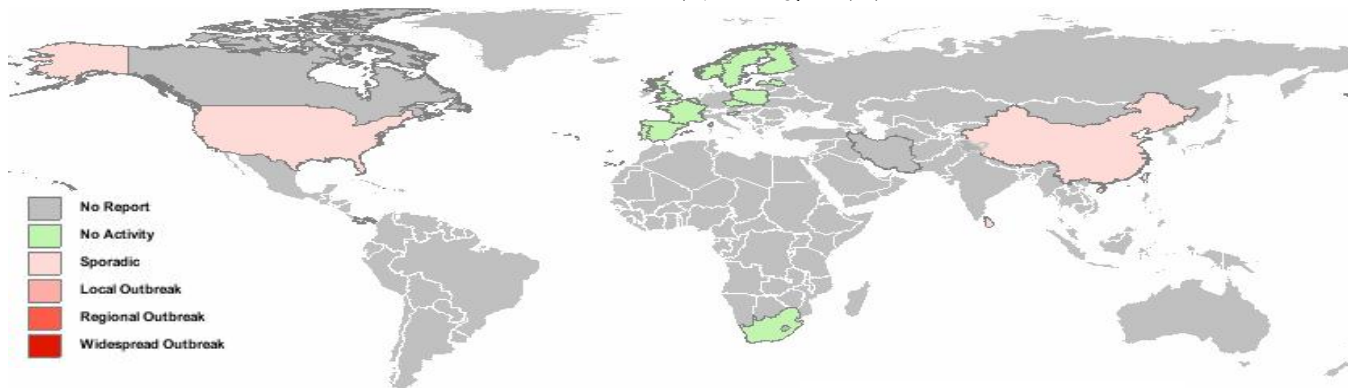 No Report
No Activity
Sporadic
Local Outbreak
Regional Outbreak
Widespread Outbreak